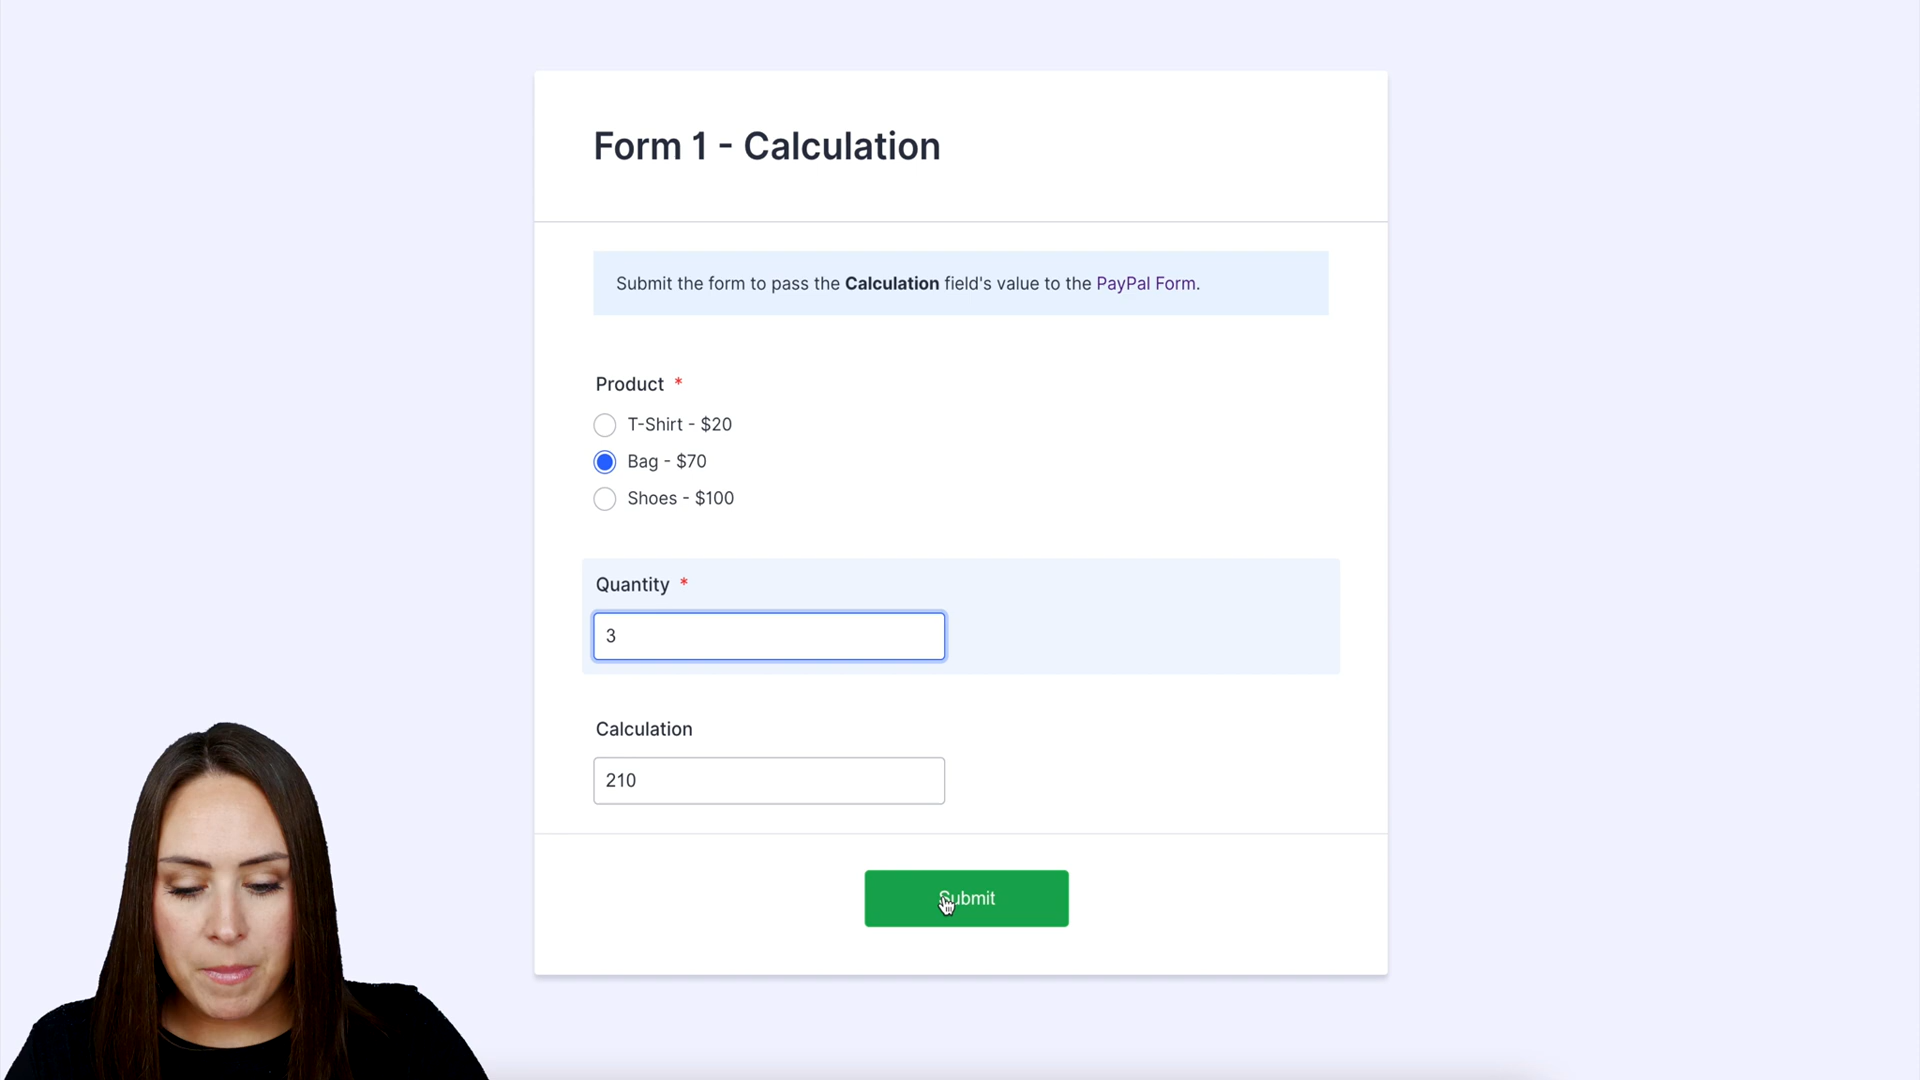 Form 1 - Calculation
Submit the form to pass the Calculation field's value to the PayPal Form.
Product *
T-Shirt - $20
Bag - $70
Shoes - $100
Quantity *
3
Calculation
210
Submit